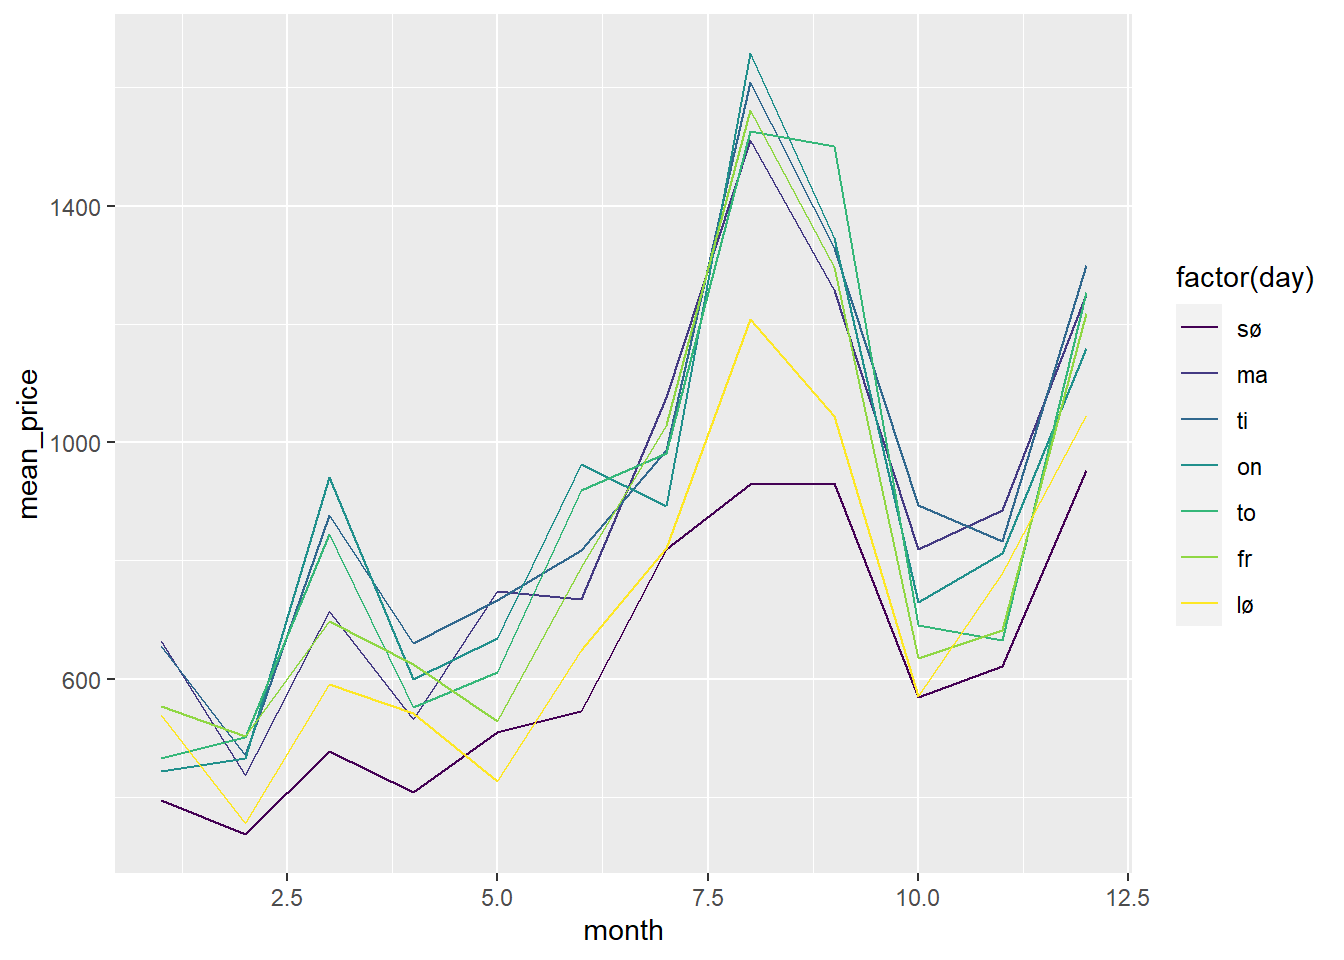 1400
1000
600
mean_price
2.5
5.0
7.5
10.0
12.5
month
factor(day)
sø
ma
ti
on
to
fr
lø